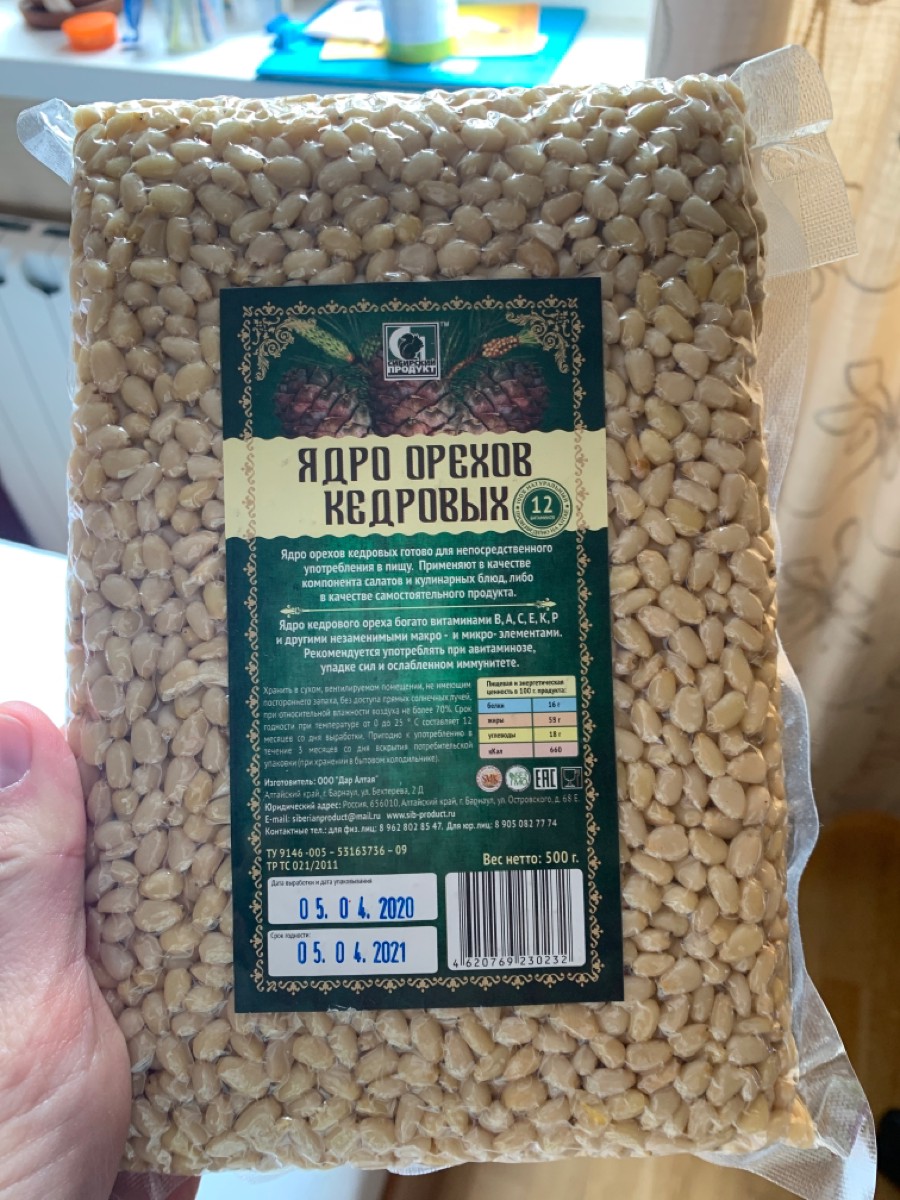 СИБИРСКИЙ
ПРОДУКТ
TM
ЯДРО ОРЕХОВ
КЕДРОВЫХ
12
Ядро орехов кедровых готово для непосредственного
употребления в пищу. Применяют в качестве
компонента салатов и кулинарных блюд, либо
в качестве самостоятельного продукта.
Ядро кедрового ореха богато витаминами В, А, С, Е, К, Р
и другими незаменимыми макро - и микро- элементами.
Рекомендуется употреблять при авитаминозе,
упадке сил и ослабленном иммунитете.
Хранить в сухом, вентилируемом помещении, не имеющим
постороннего запаха, без доступа прямых солнечных лучей,
при относительной влажности воздуха не более 70%. Срок
годности при температуре от 0 до 25 ° С составляет 12
месяцев со дня выработки. Пригодно к употреблению в
течение 3 месяцев со дня вскрытия потребительской
упаковки (при хранении в бытовом холодильнике).
Пищевая и энергетическая
ценность в 100 г. продукта:
белки 16 г
жиры 55 г
углеводы 18 г
кКал 660
EAC
Изготовитель: ООО "Дар Алтая"
Алтайский край, г. Барнаул, ул. Бехтерева, 2 Д
Юридический адрес: Россия, 656010, Алтайский край, г. Барнаул, ул. Островского, д. 68 Е.
E-mail: siberianproduct@mail.ru www.sib-product.ru
Контактные тел.: для физ. лиц: 8 962 802 85 47. Для юр. лиц: 8 905 082 77 74
ТУ 9146 -005 – 53163736 – 09
ТР ТС 021/2011
Вес нетто: 500 г.
Дата выработки и дата упаковывания
05. 04. 2020
Срок годности:
05. 04. 2021
4 620769 230232